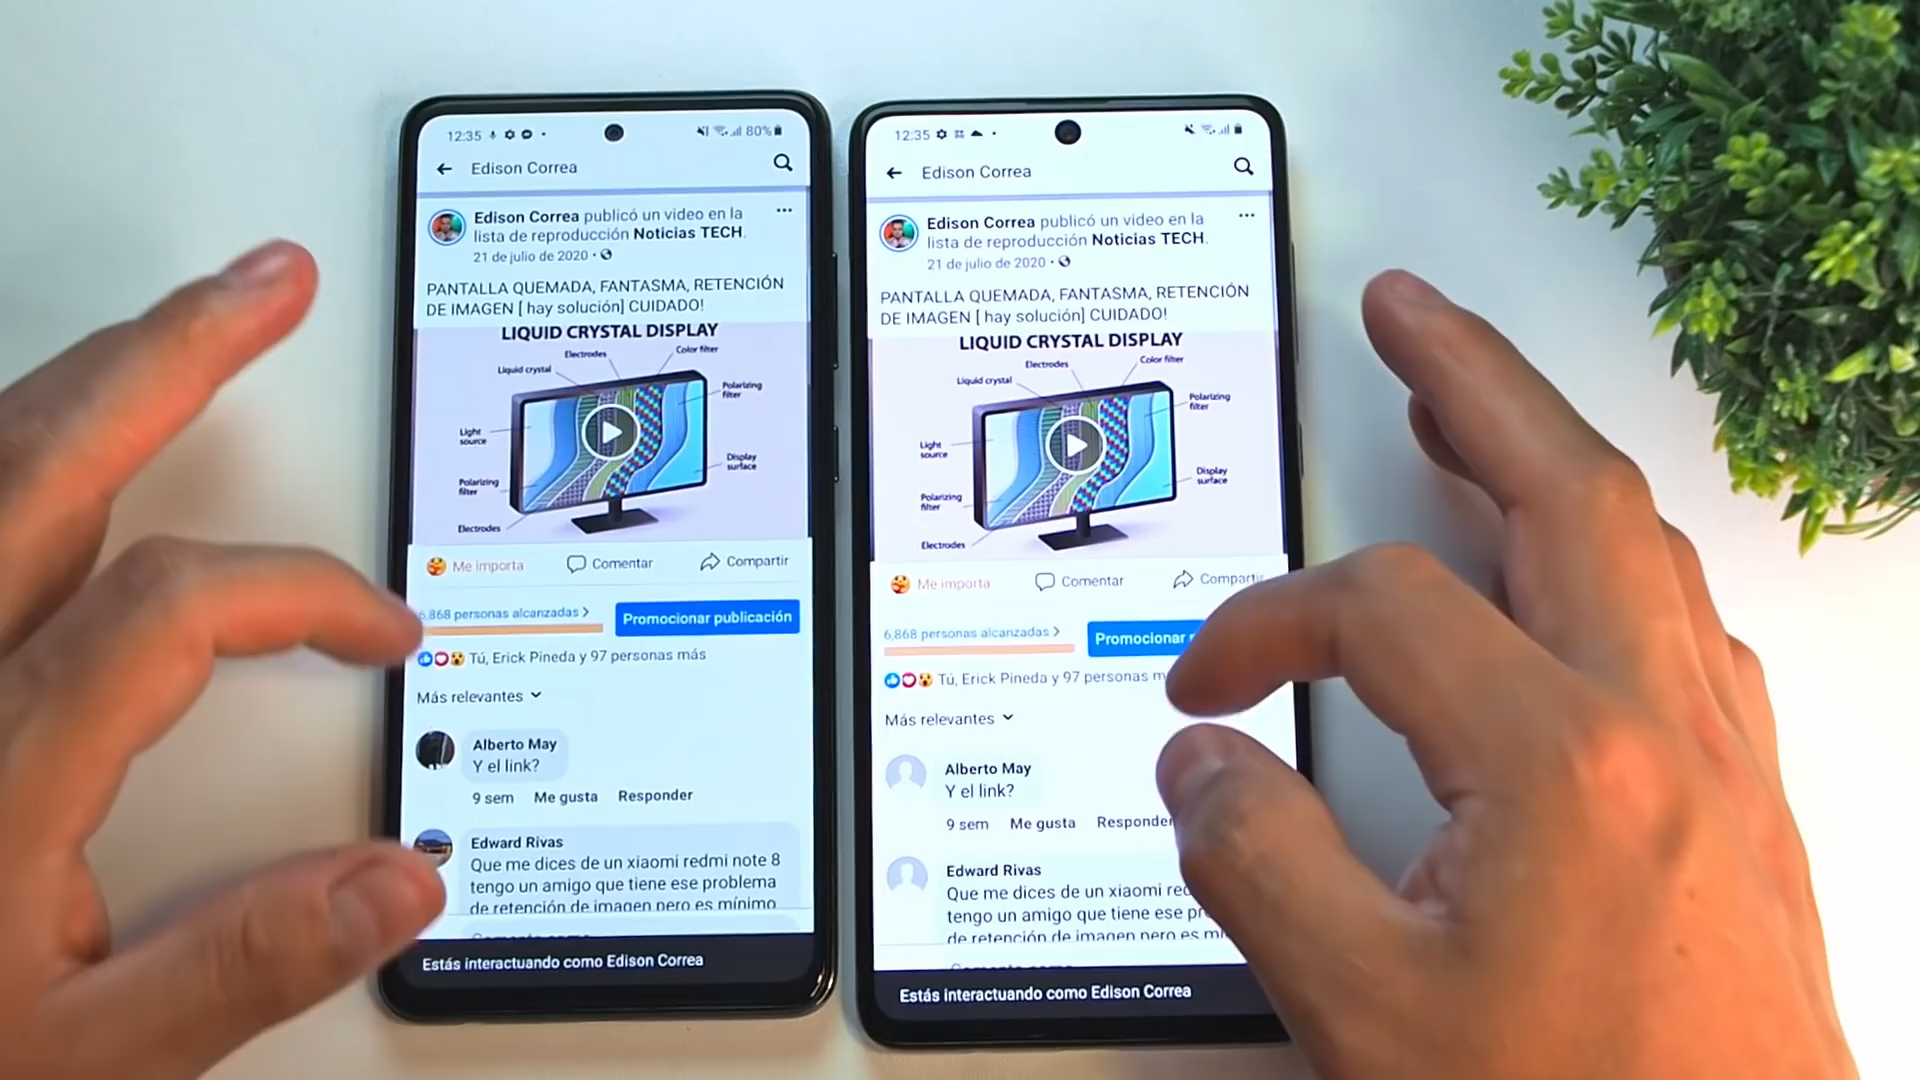 12:35
80%
Edison Correa
Edison Correa publicó un video en la
lista de reproducción Noticias TECH.
21 de julio de 2020
PANTALLA QUEMADA, FANTASMA, RETENCIÓN
DE IMAGEN [ hay solución] CUIDADO!
LIQUID CRYSTAL DISPLAY
Electrodes
Color filter
Liquid crystal
Polarizing
filter
Light
source
Display
surface
Polarizing
filter
Electrodes
Me importa
Comentar
Compartir
6,868 personas alcanzadas
Promocionar publicación
Tú, Erick Pineda y 97 personas más
Más relevantes
Alberto May
Y el link?
9 sem Me gusta Responder
Edward Rivas
Que me dices de un xiaomi redmi note 8
tengo un amigo que tiene ese problema
de retención de imagen pero es mínimo
Estás interactuando como Edison Correa
12:35
Edison Correa
Edison Correa publicó un video en la
lista de reproducción Noticias TECH.
21 de julio de 2020
PANTALLA QUEMADA, FANTASMA, RETENCIÓN
DE IMAGEN [ hay solución] CUIDADO!
LIQUID CRYSTAL DISPLAY
Electrodes
Color filter
Liquid crystal
Polarizing
filter
Light
source
Display
surface
Polarizing
filter
Electrodes
Me importa
Comentar
Compartir
6,868 personas alcanzadas
Promocionar
Tú, Erick Pineda y 97 personas
Más relevantes
Alberto May
Y el link?
9 sem Me gusta Responder
Edward Rivas
Que me dices de un xiaomi
tengo un amigo que tiene ese
de retención de imagen pero es
Estás interactuando como Edison Correa